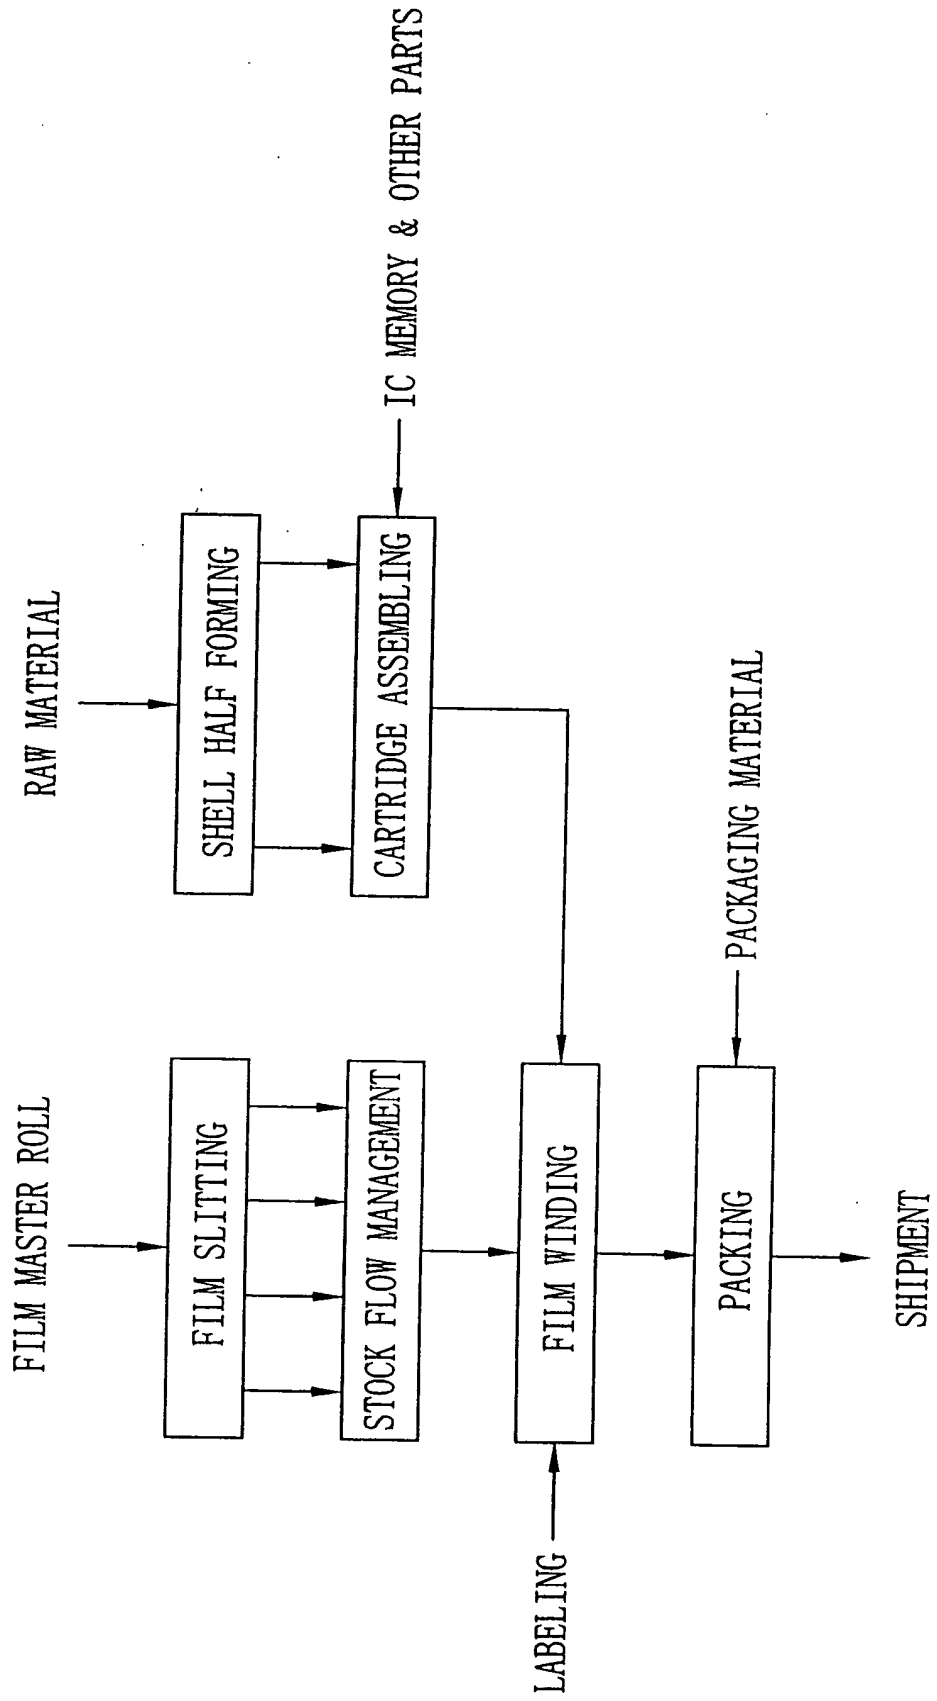 FILM MASTER ROLL
FILM SLITTING
STOCK FLOW MANAGEMENT
RAW MATERIAL
SHELL HALF FORMING
CARTRIDGE ASSEMBLING
IC MEMORY & OTHER PARTS
LABELING
FILM WINDING
PACKING
PACKAGING MATERIAL
SHIPMENT